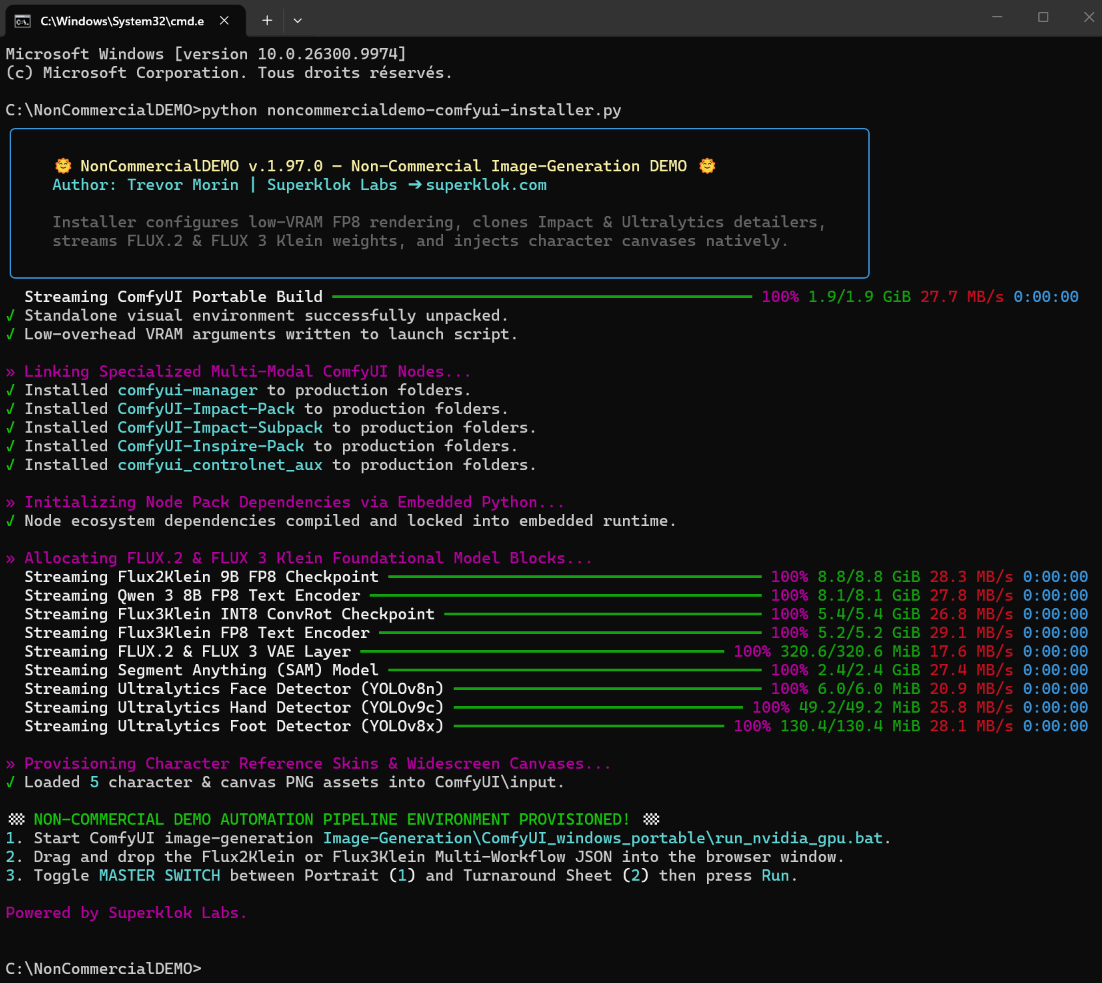 C:\Windows\System32\cmd.e
Microsoft Windows [version 10.0.26300.9974]
(c) Microsoft Corporation. Tous droits réservés.
C:\NonCommercialDEMO>python noncommercialdemo-comfyui-installer.py
🌞 NonCommercialDEMO v.1.97.0 — Non-Commercial Image-Generation DEMO 🌞
Author: Trevor Morin | Superklok Labs ➔ superklok.com
Installer configures low-VRAM FP8 rendering, clones Impact & Ultralytics detailers,
streams FLUX.2 & FLUX 3 Klein weights, and injects character canvases natively.
Streaming ComfyUI Portable Build 100% 1.9/1.9 GiB 27.7 MB/s 0:00:00
✓ Standalone visual environment successfully unpacked.
✓ Low-overhead VRAM arguments written to launch script.
» Linking Specialized Multi-Modal ComfyUI Nodes...
✓ Installed comfyui-manager to production folders.
✓ Installed ComfyUI-Impact-Pack to production folders.
✓ Installed ComfyUI-Impact-Subpack to production folders.
✓ Installed ComfyUI-Inspire-Pack to production folders.
✓ Installed comfyui_controlnet_aux to production folders.
» Initializing Node Pack Dependencies via Embedded Python...
✓ Node ecosystem dependencies compiled and locked into embedded runtime.
» Allocating FLUX.2 & FLUX 3 Klein Foundational Model Blocks...
Streaming Flux2Klein 9B FP8 Checkpoint 100% 8.8/8.8 GiB 28.3 MB/s 0:00:00
Streaming Qwen 3 8B FP8 Text Encoder 100% 8.1/8.1 GiB 27.8 MB/s 0:00:00
Streaming Flux3Klein INT8 ConvRot Checkpoint 100% 5.4/5.4 GiB 26.8 MB/s 0:00:00
Streaming Flux3Klein FP8 Text Encoder 100% 5.2/5.2 GiB 29.1 MB/s 0:00:00
Streaming FLUX.2 & FLUX 3 VAE Layer 100% 320.6/320.6 MiB 17.6 MB/s 0:00:00
Streaming Segment Anything (SAM) Model 100% 2.4/2.4 GiB 27.4 MB/s 0:00:00
Streaming Ultralytics Face Detector (YOLOv8n) 100% 6.0/6.0 MiB 20.9 MB/s 0:00:00
Streaming Ultralytics Hand Detector (YOLOv9c) 100% 49.2/49.2 MiB 25.8 MB/s 0:00:00
Streaming Ultralytics Foot Detector (YOLOv8x) 100% 130.4/130.4 MiB 28.1 MB/s 0:00:00
» Provisioning Character Reference Skins & Widescreen Canvases...
✓ Loaded 5 character & canvas PNG assets into ComfyUI\input.
🏁 NON-COMMERCIAL DEMO AUTOMATION PIPELINE ENVIRONMENT PROVISIONED! 🏁
1. Start ComfyUI image-generation Image-Generation\ComfyUI_windows_portable\run_nvidia_gpu.bat.
2. Drag and drop the Flux2Klein or Flux3Klein Multi-Workflow JSON into the browser window.
3. Toggle MASTER SWITCH between Portrait (1) and Turnaround Sheet (2) then press Run.
Powered by Superklok Labs.
C:\NonCommercialDEMO>